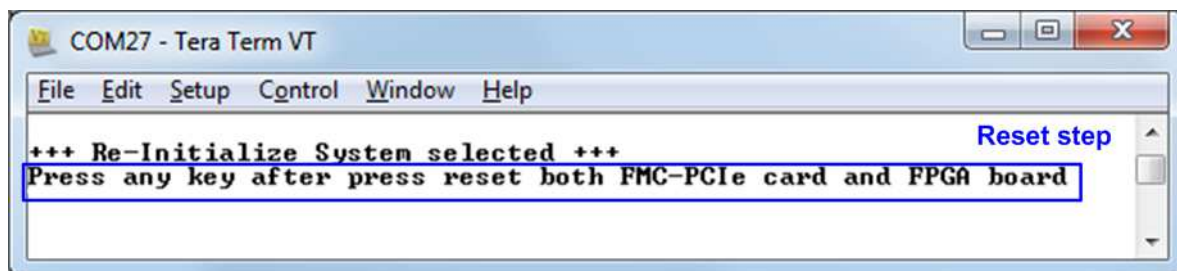 COM27 - Tera Term VT
File Edit Setup Control Window Help
Reset step
+++ Re-Initialize System selected +++
Press any key after press reset both FMC-PCIe card and FPGA board